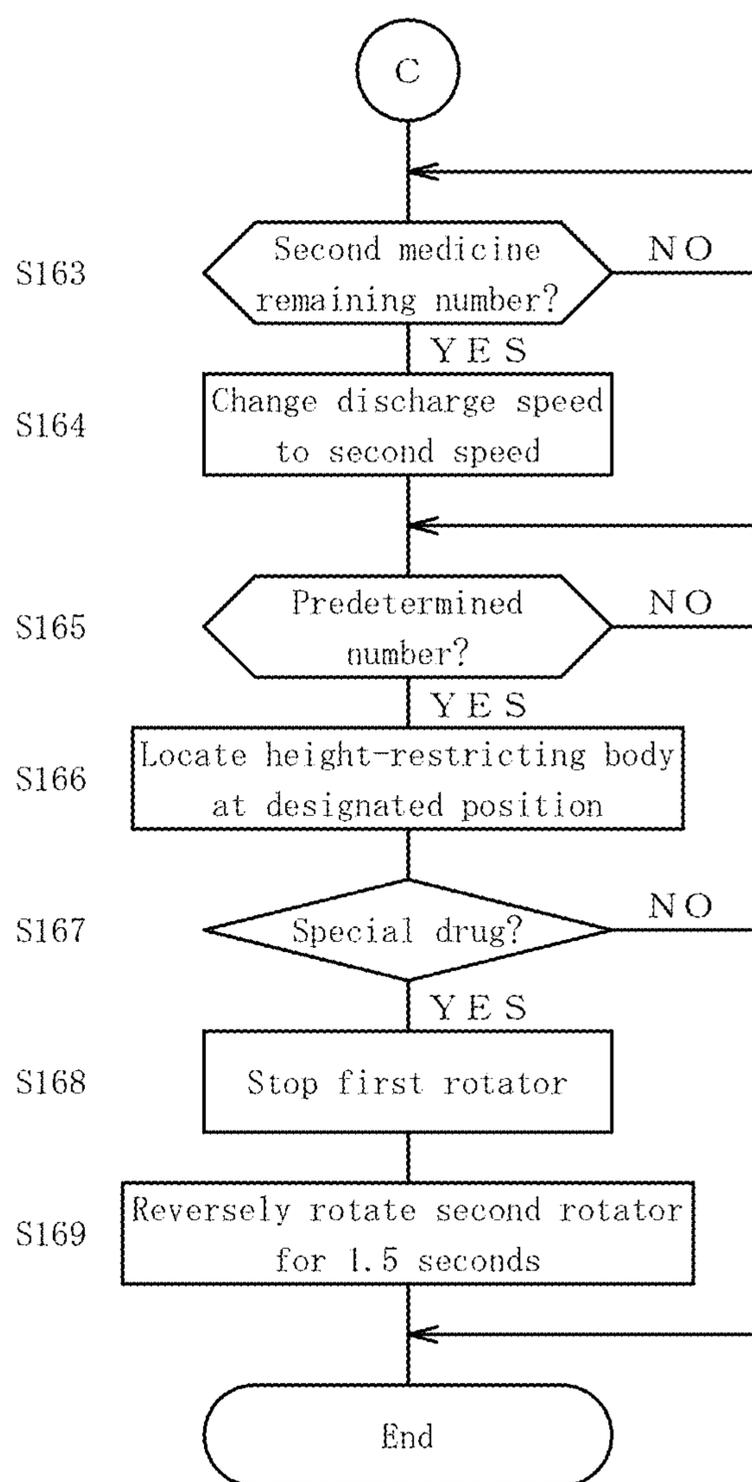 C
S163
Second medicine
remaining number?
NO
YES
S164
Change discharge speed
to second speed
S165
Predetermined
number?
NO
YES
S166
Locate height-restricting body
at designated position
S167
Special drug?
NO
YES
S168
Stop first rotator
S169
Reversely rotate second rotator
for 1.5 seconds
End